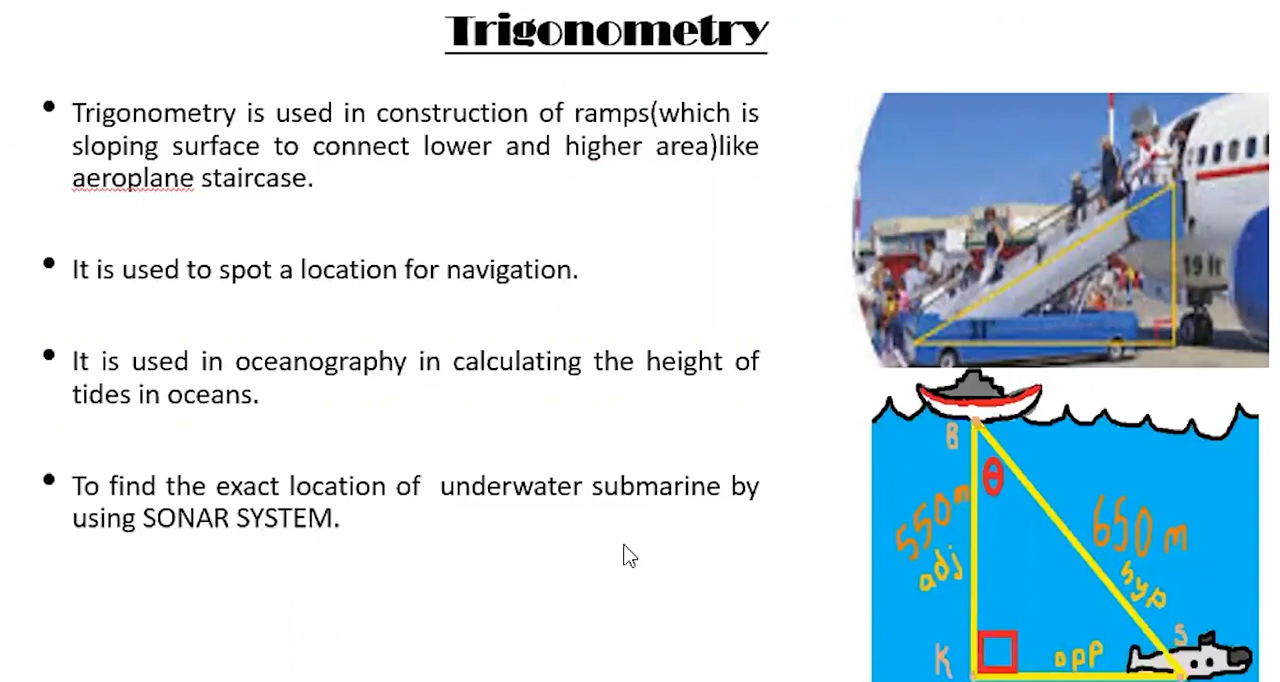 Trigonometry
• Trigonometry is used in construction of ramps(which is
sloping surface to connect lower and higher area)like
aeroplane staircase.
• It is used to spot a location for navigation.
• It is used in oceanography in calculating the height of
tides in oceans.
• To find the exact location of underwater submarine by
using SONAR SYSTEM.
19 fr
B
θ
550 m
adj
650 m
hyp
K
opp
S